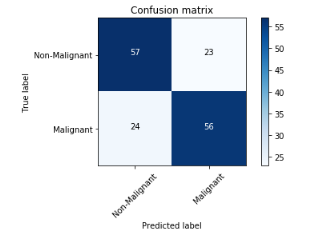 Confusion matrix
Non-Malignant
Malignant
True label
57 23
24 56
Non-Malignant
Malignant
Predicted label
55
50
45
40
35
30
25